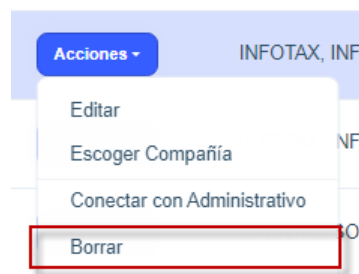 Acciones
INFOTAX, INF
Editar
Escoger Compañía
Conectar con Administrativo
Borrar